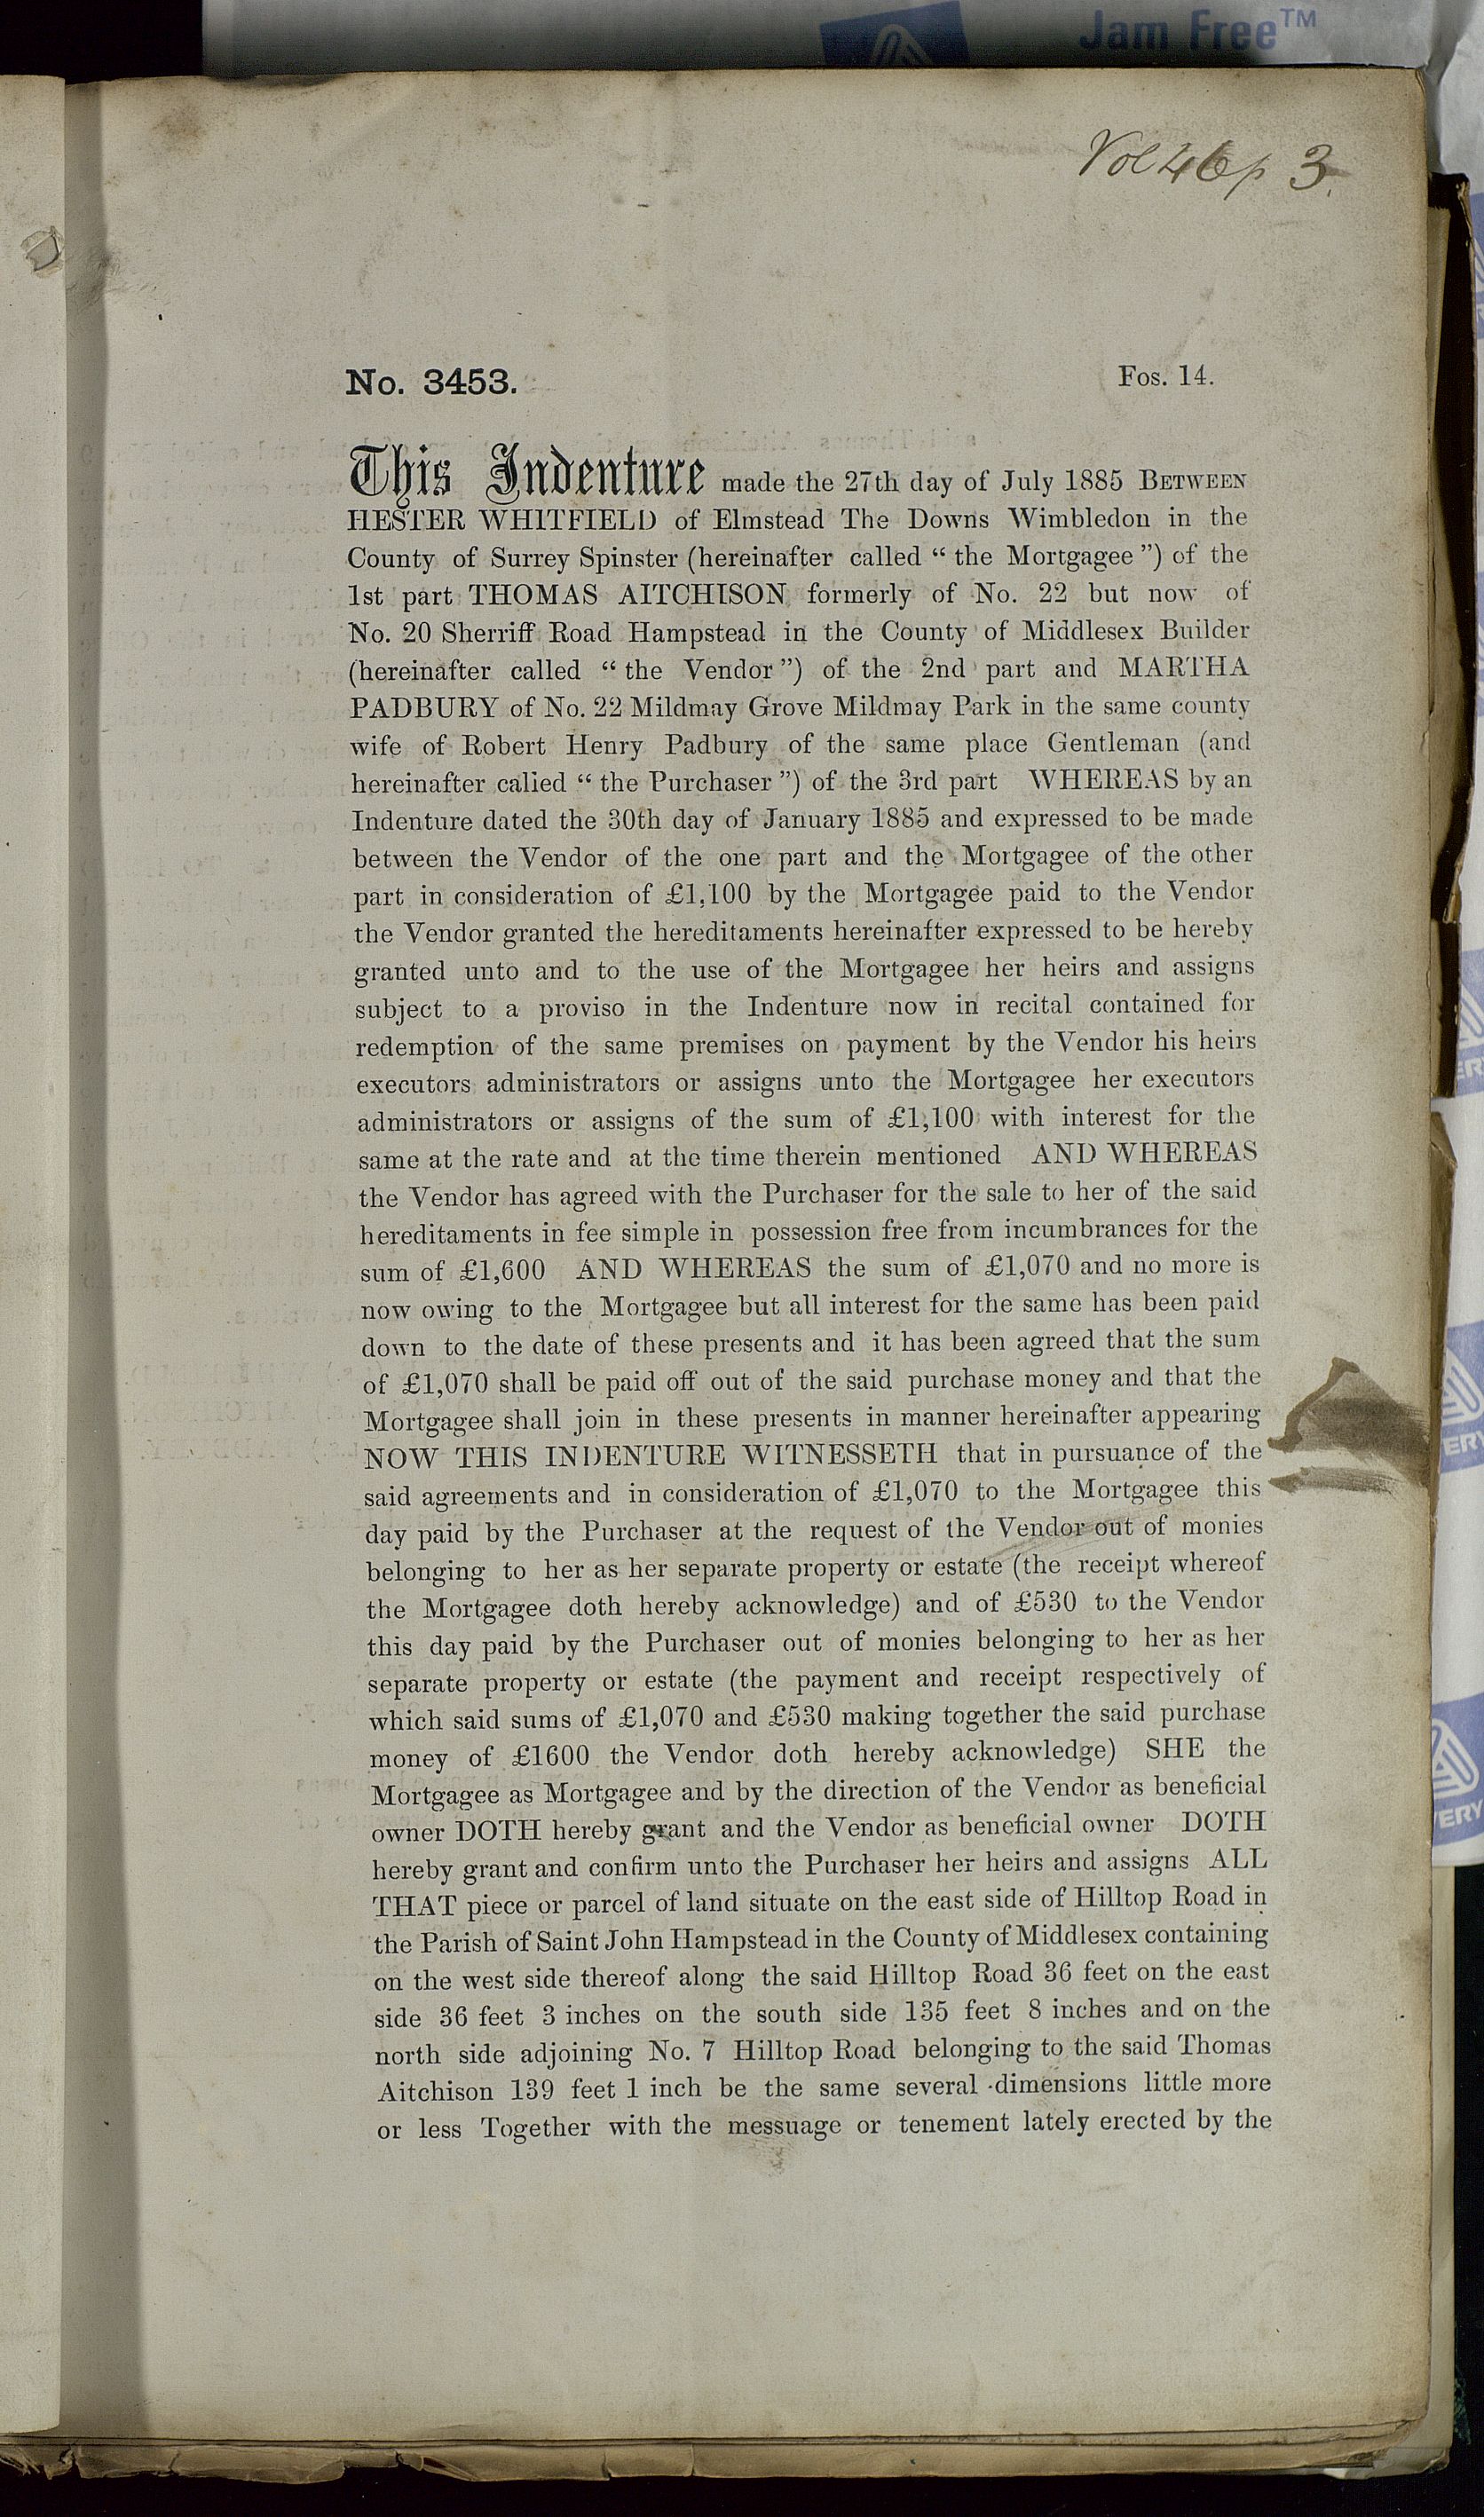 Jam Free™
Vol 46 p 3.
No. 3453.
Fos. 14.
This Indenture made the 27th day of July 1885 BETWEEN
HESTER WHITFIELD of Elmstead The Downs Wimbledon in the
County of Surrey Spinster (hereinafter called “ the Mortgagee ”) of the
1st part THOMAS AITCHISON formerly of No. 22 but now of
No. 20 Sherriff Road Hampstead in the County of Middlesex Builder
(hereinafter called “ the Vendor ”) of the 2nd part and MARTHA
PADBURY of No. 22 Mildmay Grove Mildmay Park in the same county
wife of Robert Henry Padbury of the same place Gentleman (and
hereinafter called “ the Purchaser ”) of the 3rd part WHEREAS by an
Indenture dated the 30th day of January 1885 and expressed to be made
between the Vendor of the one part and the Mortgagee of the other
part in consideration of £1,100 by the Mortgagee paid to the Vendor
the Vendor granted the hereditaments hereinafter expressed to be hereby
granted unto and to the use of the Mortgagee her heirs and assigns
subject to a proviso in the Indenture now in recital contained for
redemption of the same premises on payment by the Vendor his heirs
executors administrators or assigns unto the Mortgagee her executors
administrators or assigns of the sum of £1,100 with interest for the
same at the rate and at the time therein mentioned AND WHEREAS
the Vendor has agreed with the Purchaser for the sale to her of the said
hereditaments in fee simple in possession free from incumbrances for the
sum of £1,600 AND WHEREAS the sum of £1,070 and no more is
now owing to the Mortgagee but all interest for the same has been paid
down to the date of these presents and it has been agreed that the sum
of £1,070 shall be paid off out of the said purchase money and that the
Mortgagee shall join in these presents in manner hereinafter appearing
NOW THIS INDENTURE WITNESSETH that in pursuance of the
said agreements and in consideration of £1,070 to the Mortgagee this
day paid by the Purchaser at the request of the Vendor out of monies
belonging to her as her separate property or estate (the receipt whereof
the Mortgagee doth hereby acknowledge) and of £530 to the Vendor
this day paid by the Purchaser out of monies belonging to her as her
separate property or estate (the payment and receipt respectively of
which said sums of £1,070 and £530 making together the said purchase
money of £1600 the Vendor doth hereby acknowledge) SHE the
Mortgagee as Mortgagee and by the direction of the Vendor as beneficial
owner DOTH hereby grant and the Vendor as beneficial owner DOTH
hereby grant and confirm unto the Purchaser her heirs and assigns ALL
THAT piece or parcel of land situate on the east side of Hilltop Road in
the Parish of Saint John Hampstead in the County of Middlesex containing
on the west side thereof along the said Hilltop Road 36 feet on the east
side 36 feet 3 inches on the south side 135 feet 8 inches and on the
north side adjoining No. 7 Hilltop Road belonging to the said Thomas
Aitchison 139 feet 1 inch be the same several dimensions little more
or less Together with the messuage or tenement lately erected by the